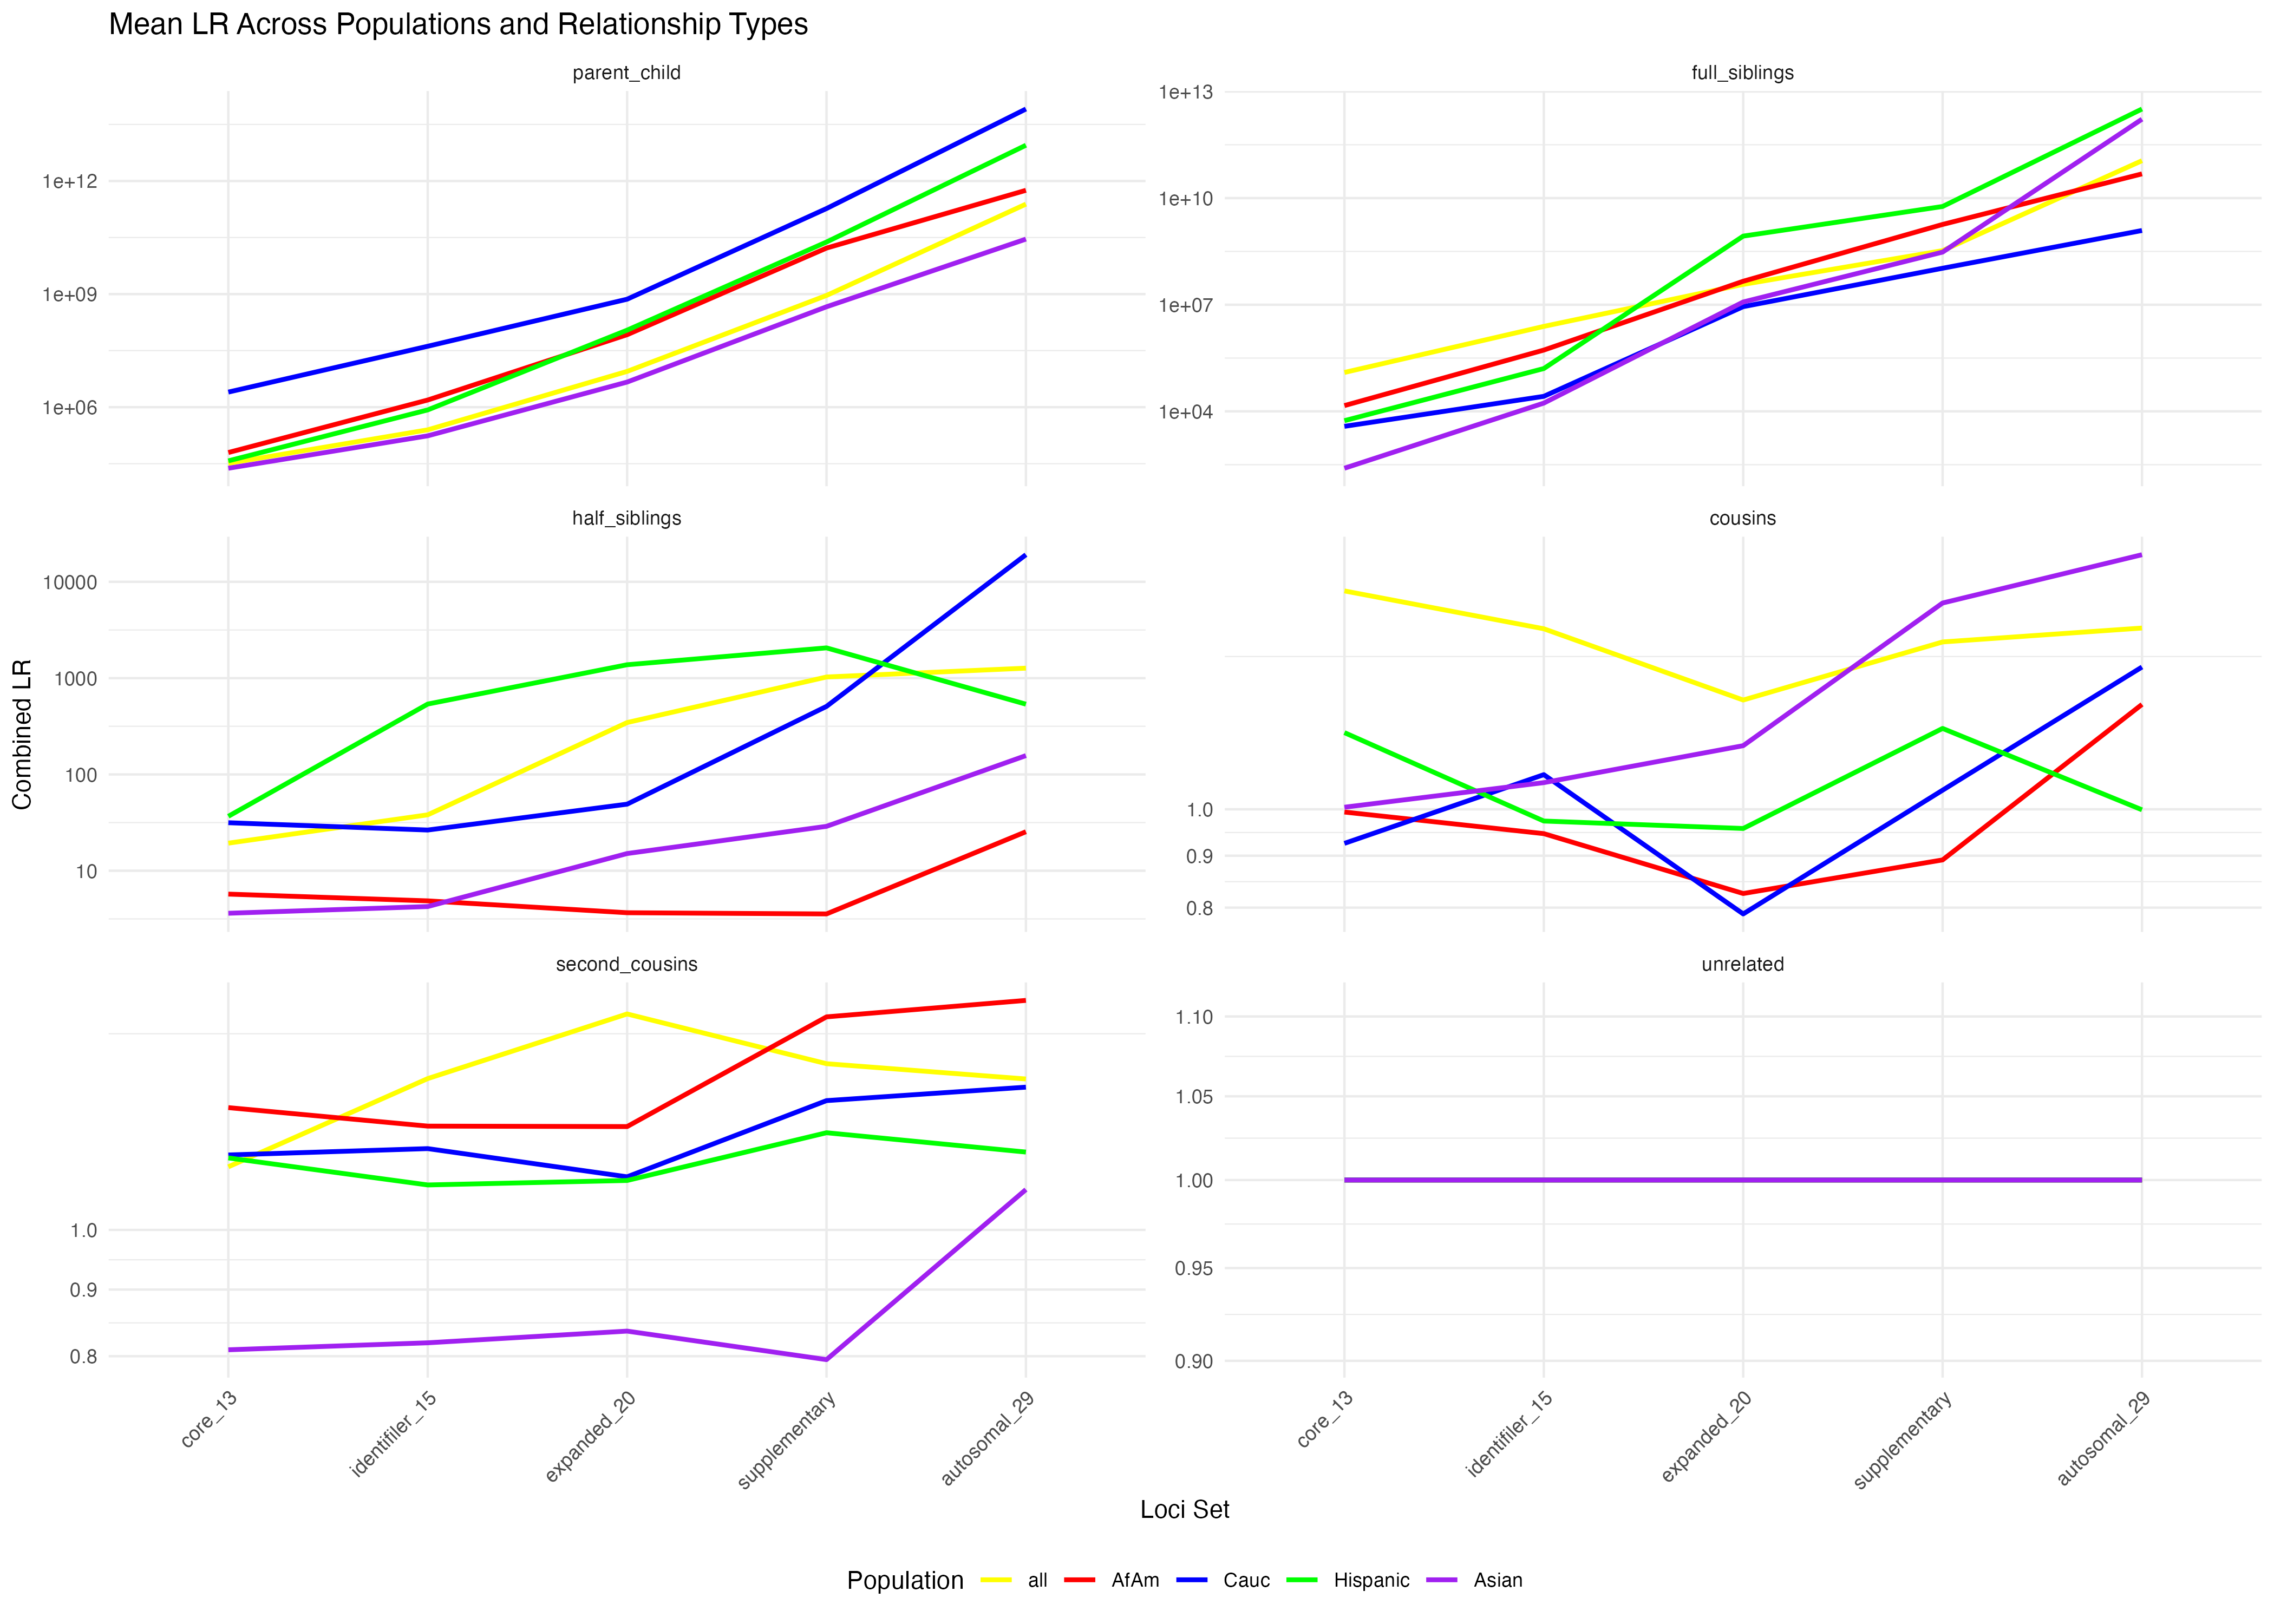 Mean LR Across Populations and Relationship Types
parent_child
full_siblings
1e+12
1e+09
1e+06
1e+13
1e+10
1e+07
1e+04
half_siblings
cousins
Combined LR
10000
1000
100
10
1.0
0.9
0.8
second_cousins
unrelated
1.0
0.9
0.8
1.10
1.05
1.00
0.95
0.90
core_13
identifiler_15
expanded_20
supplementary
autosomal_29
core_13
identifiler_15
expanded_20
supplementary
autosomal_29
Loci Set
Population all AfAm Cauc Hispanic Asian